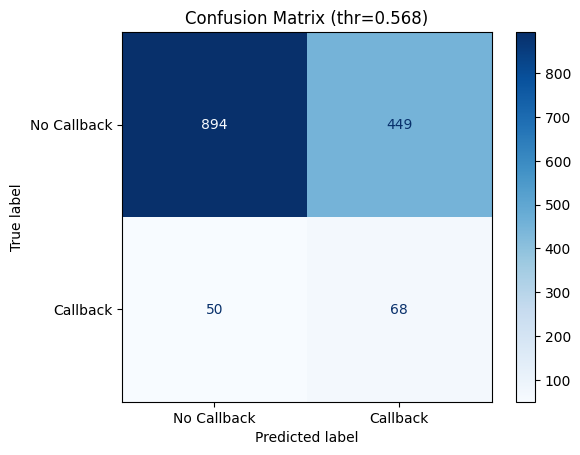 Confusion Matrix (thr=0.568)
True label
No Callback
894
449
Callback
50
68
No Callback
Callback
Predicted label
800
700
600
500
400
300
200
100